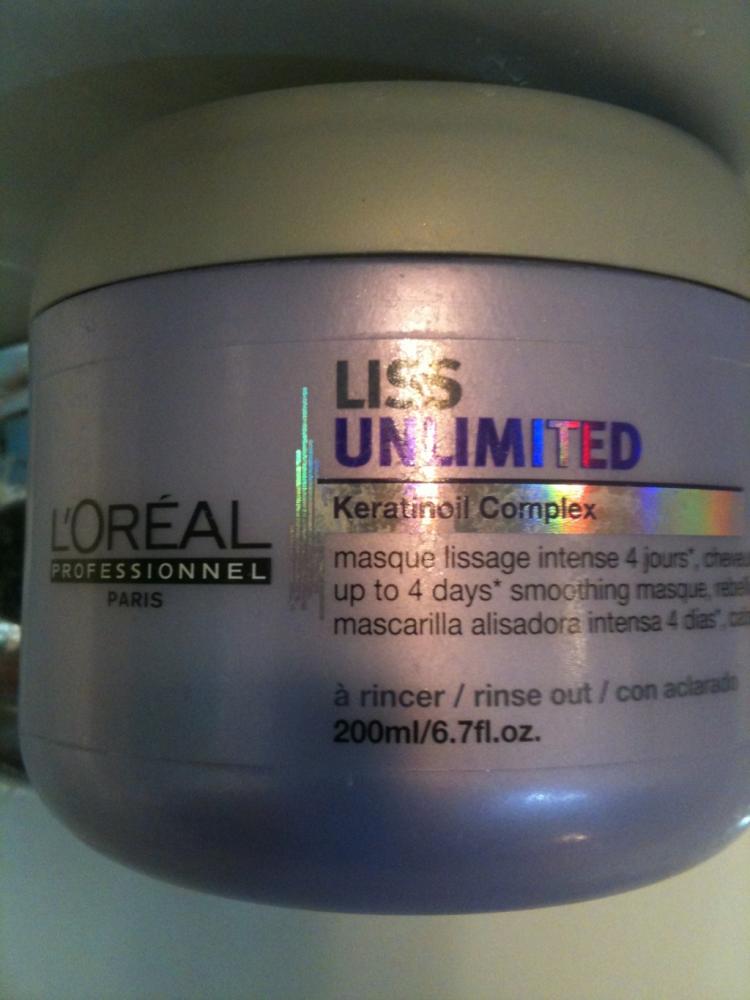 L'ORÉAL
PROFESSIONNEL
PARIS
LISS
UNLIMITED
Keratinoil Complex
masque lissage intense 4 jours*,
up to 4 days* smoothing masque,
mascarilla alisadora intensa 4 días*,
à rincer / rinse out / con aclarado
200ml/6.7fl.oz.